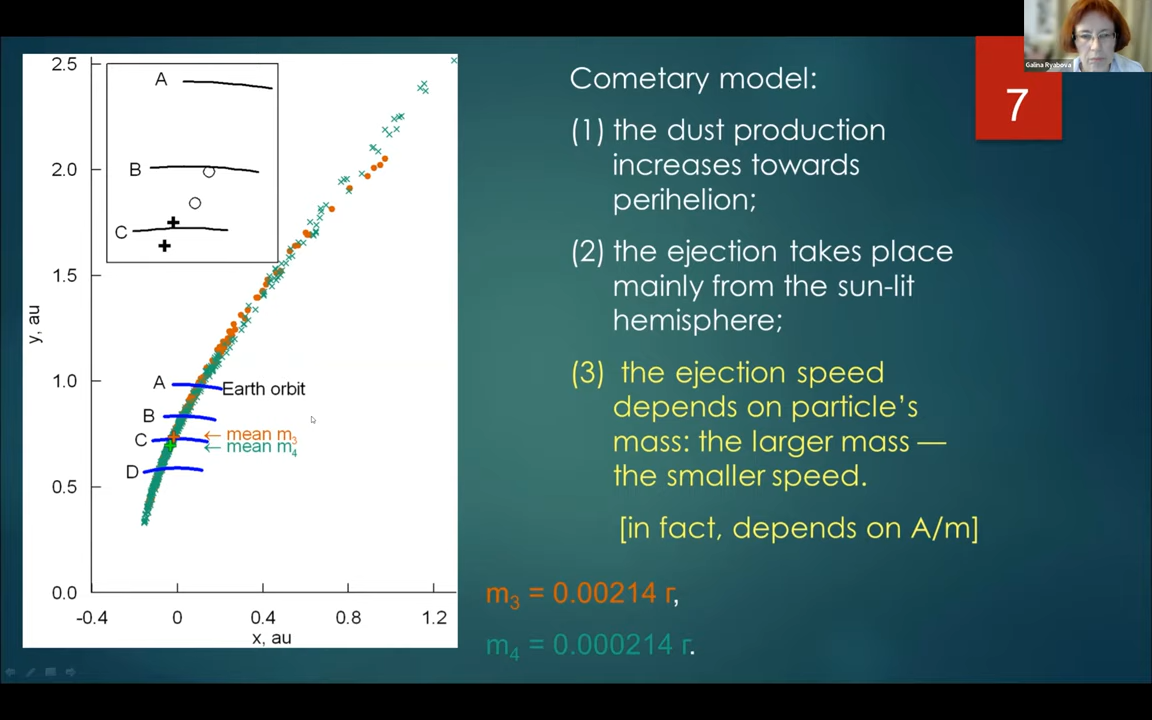 Galina Ryabova
7
Cometary model:
(1) the dust production
increases towards
perihelion;
(2) the ejection takes place
mainly from the sun-lit
hemisphere;
(3) the ejection speed
depends on particle's
mass: the larger mass —
the smaller speed.
[in fact, depends on A/m]
m3 = 0.00214 г,
m4 = 0.000214 г.
2.5
2.0
1.5
1.0
0.5
0.0
y, au
-0.4 0 0.4 0.8 1.2
x, au
A
B
C
A
Earth orbit
B
C
← mean m3
← mean m4
D